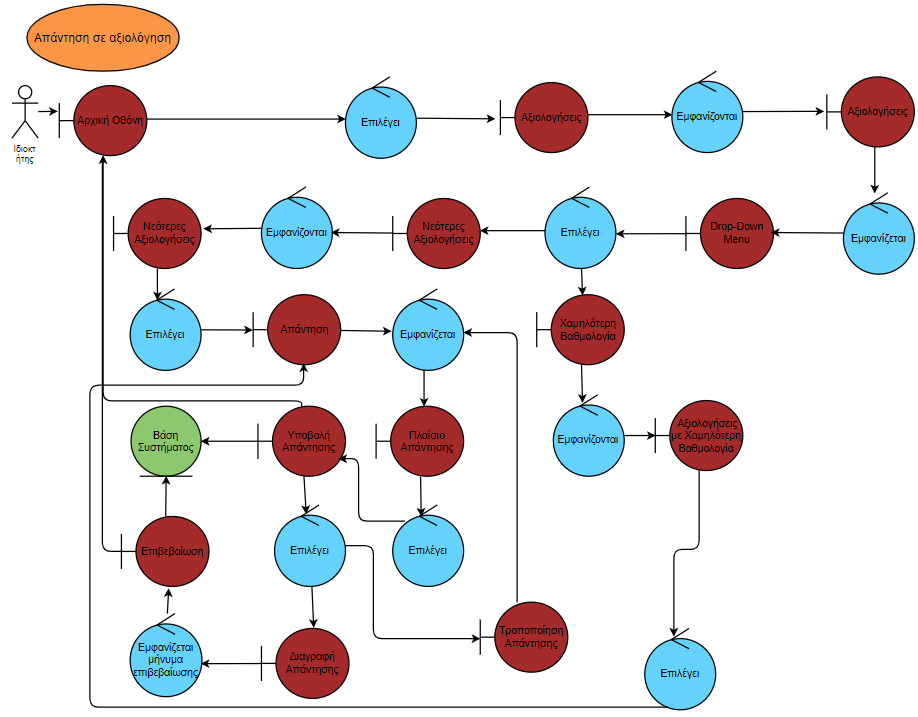 Απάντηση σε αξιολόγηση
Ιδιοκτ
ήτης
Αρχική Οθόνη
Επιλέγει
Αξιολογήσεις
Εμφανίζονται
Αξιολογήσεις
Νεότερες
Αξιολογήσεις
Εμφανίζονται
Νεότερες
Αξιολογήσεις
Επιλέγει
Drop-Down
Menu
Εμφανίζεται
Επιλέγει
Απάντηση
Εμφανίζεται
Χαμηλότερη
Βαθμολογία
Βάση
Συστήματος
Υποβολή
Απάντησης
Πλαίσιο
Απάντησης
Εμφανίζονται
Αξιολογήσεις
με Χαμηλότερη
Βαθμολογία
Επιβεβαίωση
Επιλέγει
Επιλέγει
Εμφανίζεται
μήνυμα
επιβεβαίωσης
Διαγραφή
Απάντησης
Τροποποίηση
Απάντησης
Επιλέγει